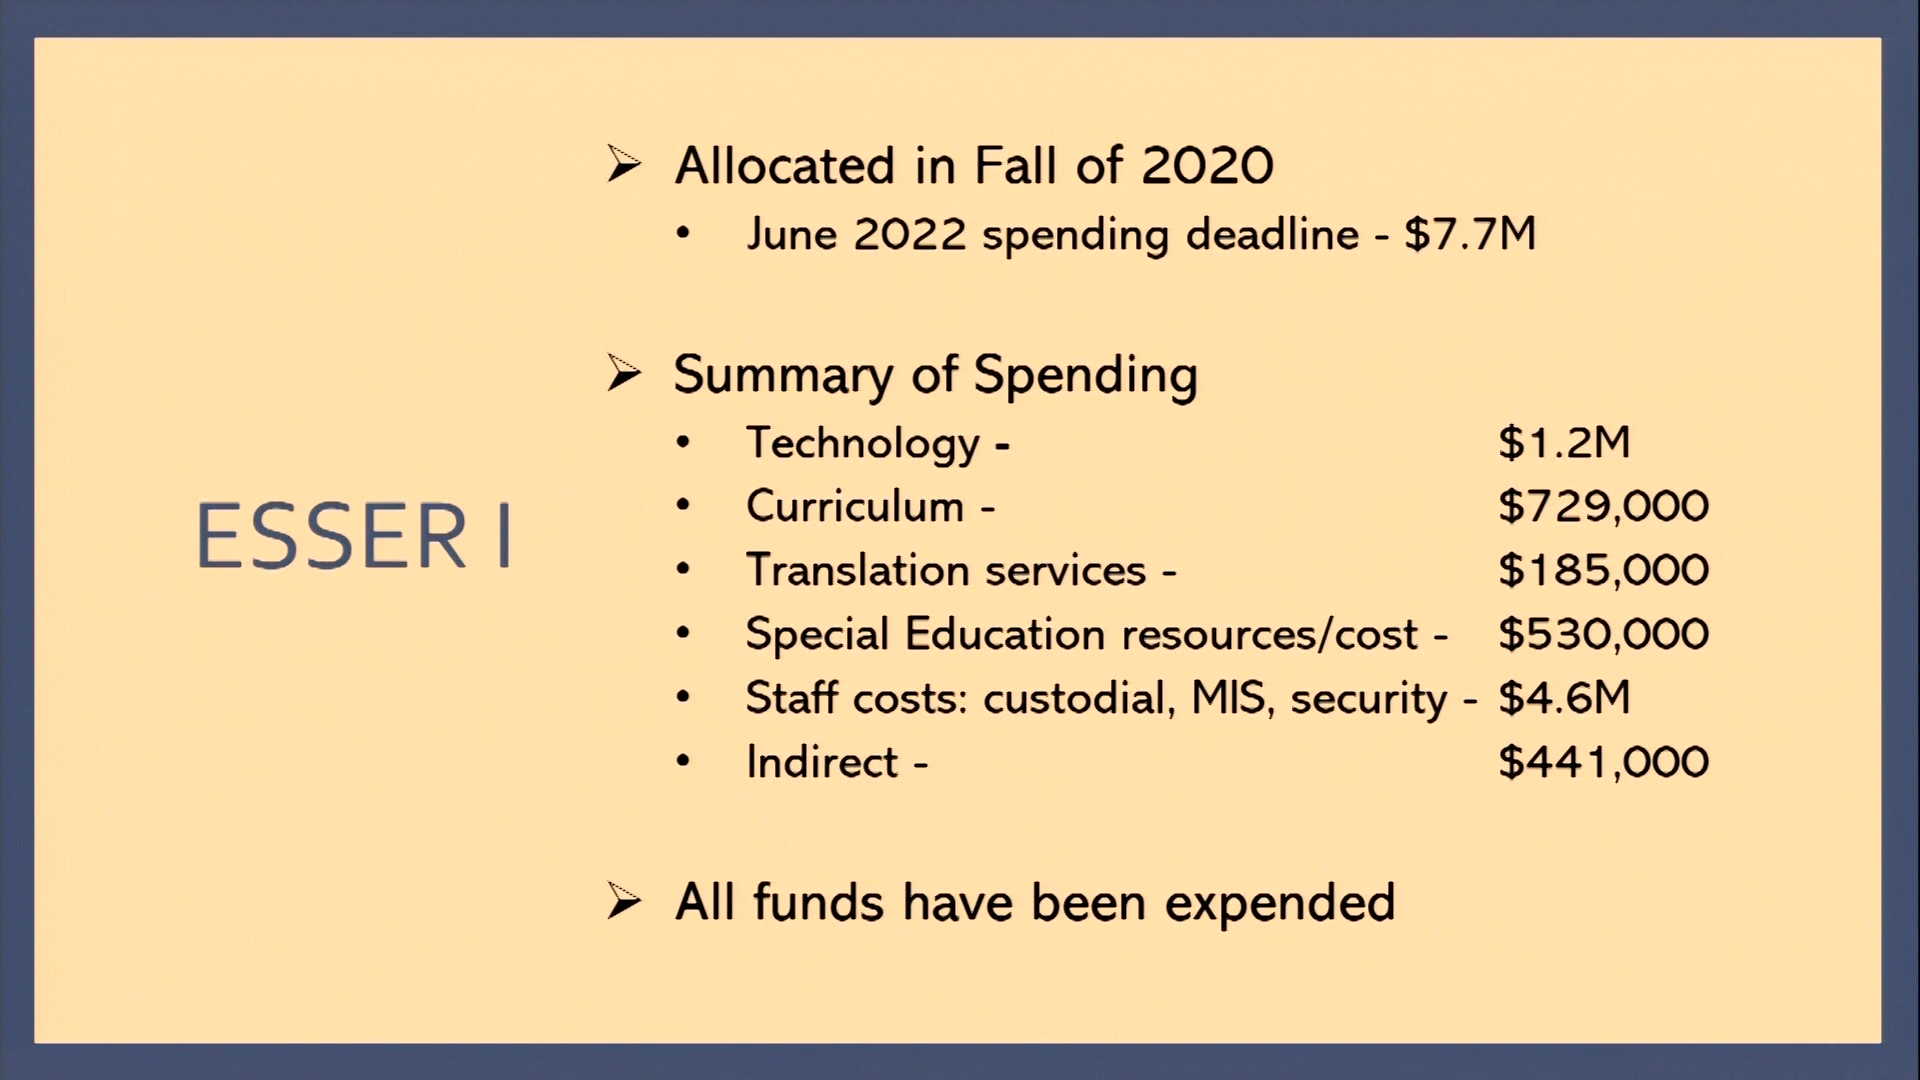 ESSER I
Allocated in Fall of 2020
June 2022 spending deadline - $7.7M
Summary of Spending
Technology - $1.2M
Curriculum - $729,000
Translation services - $185,000
Special Education resources/cost - $530,000
Staff costs: custodial, MIS, security - $4.6M
Indirect - $441,000
All funds have been expended